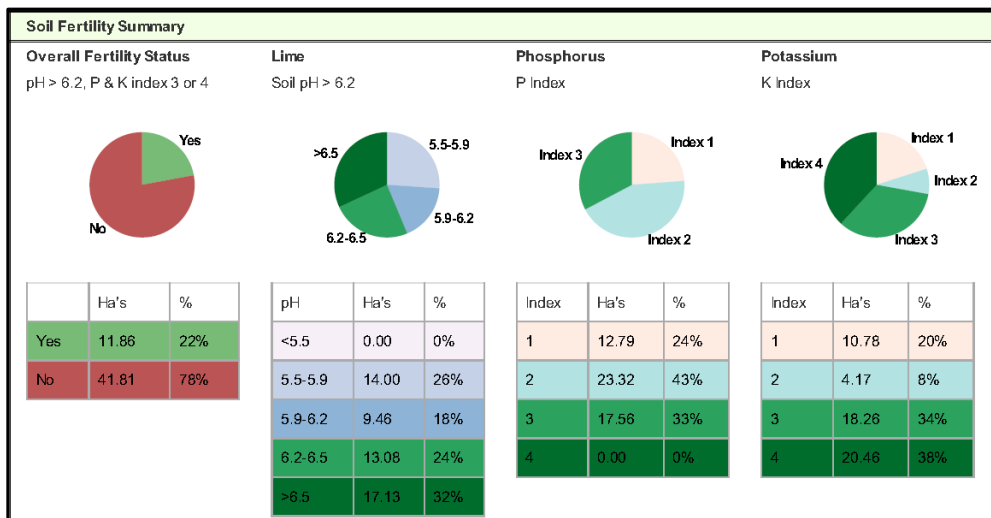 Soil Fertility Summary
Overall Fertility Status
pH > 6.2, P & K index 3 or 4
Yes
No
Ha's %
Yes 11.86 22%
No 41.81 78%
Lime
Soil pH > 6.2
>6.5
5.5-5.9
5.9-6.2
6.2-6.5
pH Ha's %
<5.5 0.00 0%
5.5-5.9 14.00 26%
5.9-6.2 9.46 18%
6.2-6.5 13.08 24%
>6.5 17.13 32%
Phosphorus
P Index
Index 3
Index 1
Index 2
Index Ha's %
1 12.79 24%
2 23.32 43%
3 17.56 33%
4 0.00 0%
Potassium
K Index
Index 1
Index 4
Index 2
Index 3
Index Ha's %
1 10.78 20%
2 4.17 8%
3 18.26 34%
4 20.46 38%